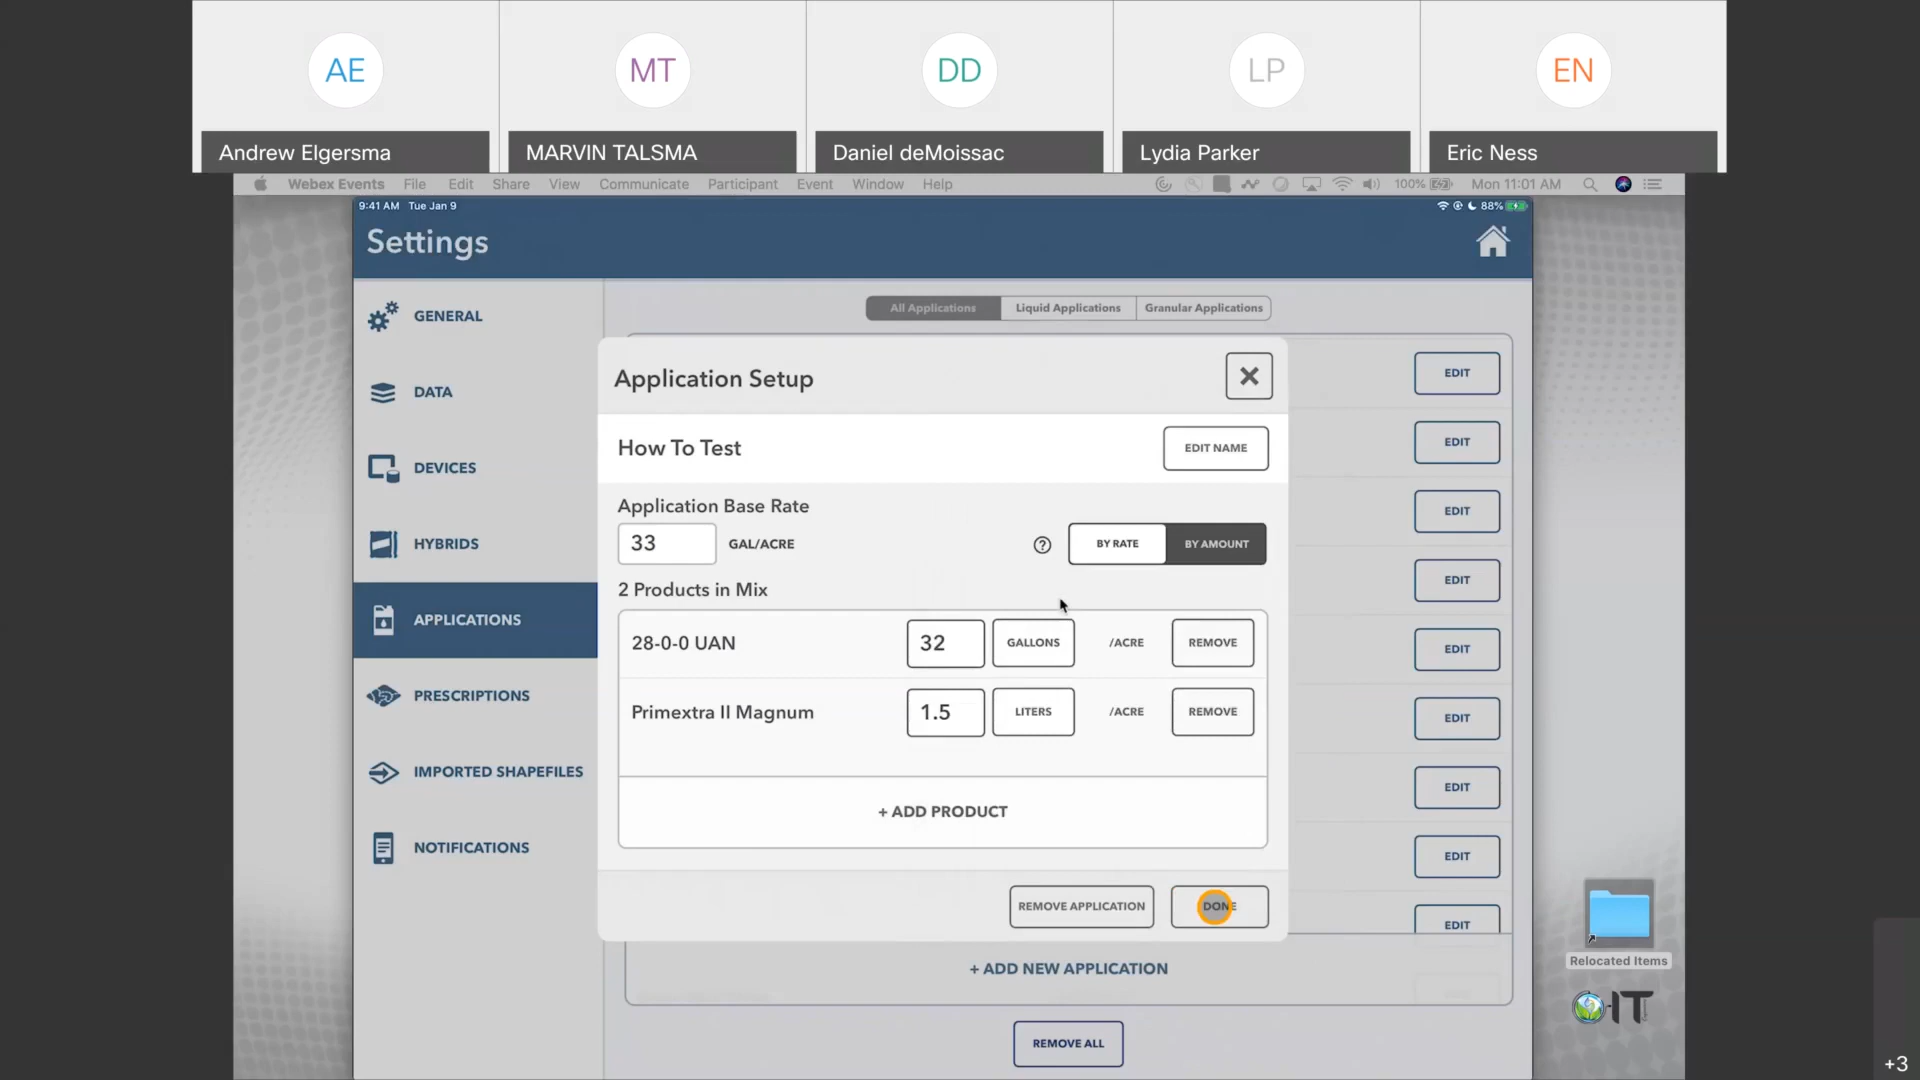 AE
MT
DD
LP
EN
Andrew Elgersma
MARVIN TALSMA
Daniel deMoissac
Lydia Parker
Eric Ness
Webex Events File Edit Share View Communicate Participant Event Window Help 100% Mon 11:01 AM
9:41 AM Tue Jan 9 88%
Settings
GENERAL
DATA
DEVICES
HYBRIDS
APPLICATIONS
PRESCRIPTIONS
IMPORTED SHAPEFILES
NOTIFICATIONS
All Applications Liquid Applications Granular Applications
Application Setup
How To Test EDIT NAME
Application Base Rate
33 GAL/ACRE ? BY RATE BY AMOUNT
2 Products in Mix
28-0-0 UAN 32 GALLONS /ACRE REMOVE
Primextra II Magnum 1.5 LITERS /ACRE REMOVE
+ ADD PRODUCT
REMOVE APPLICATION DONE
EDIT
EDIT
EDIT
EDIT
EDIT
EDIT
EDIT
EDIT
EDIT
+ ADD NEW APPLICATION
REMOVE ALL
Relocated Items
IT
+3